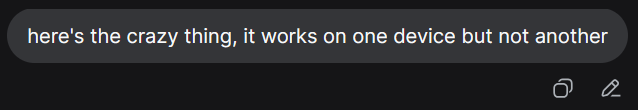 here's the crazy thing, it works on one device but not another